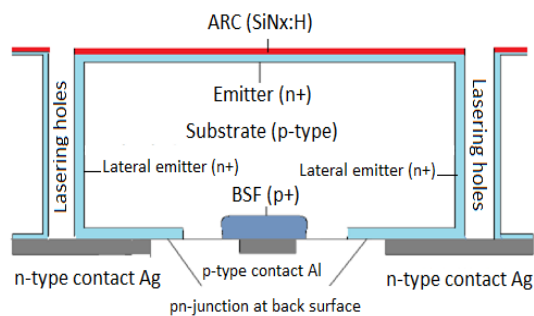 ARC (SiNx:H)
Emitter (n+)
Substrate (p-type)
Lasering holes
Lasering holes
Lateral emitter (n+)
Lateral emitter (n+)
BSF (p+)
p-type contact Al
n-type contact Ag
n-type contact Ag
pn-junction at back surface